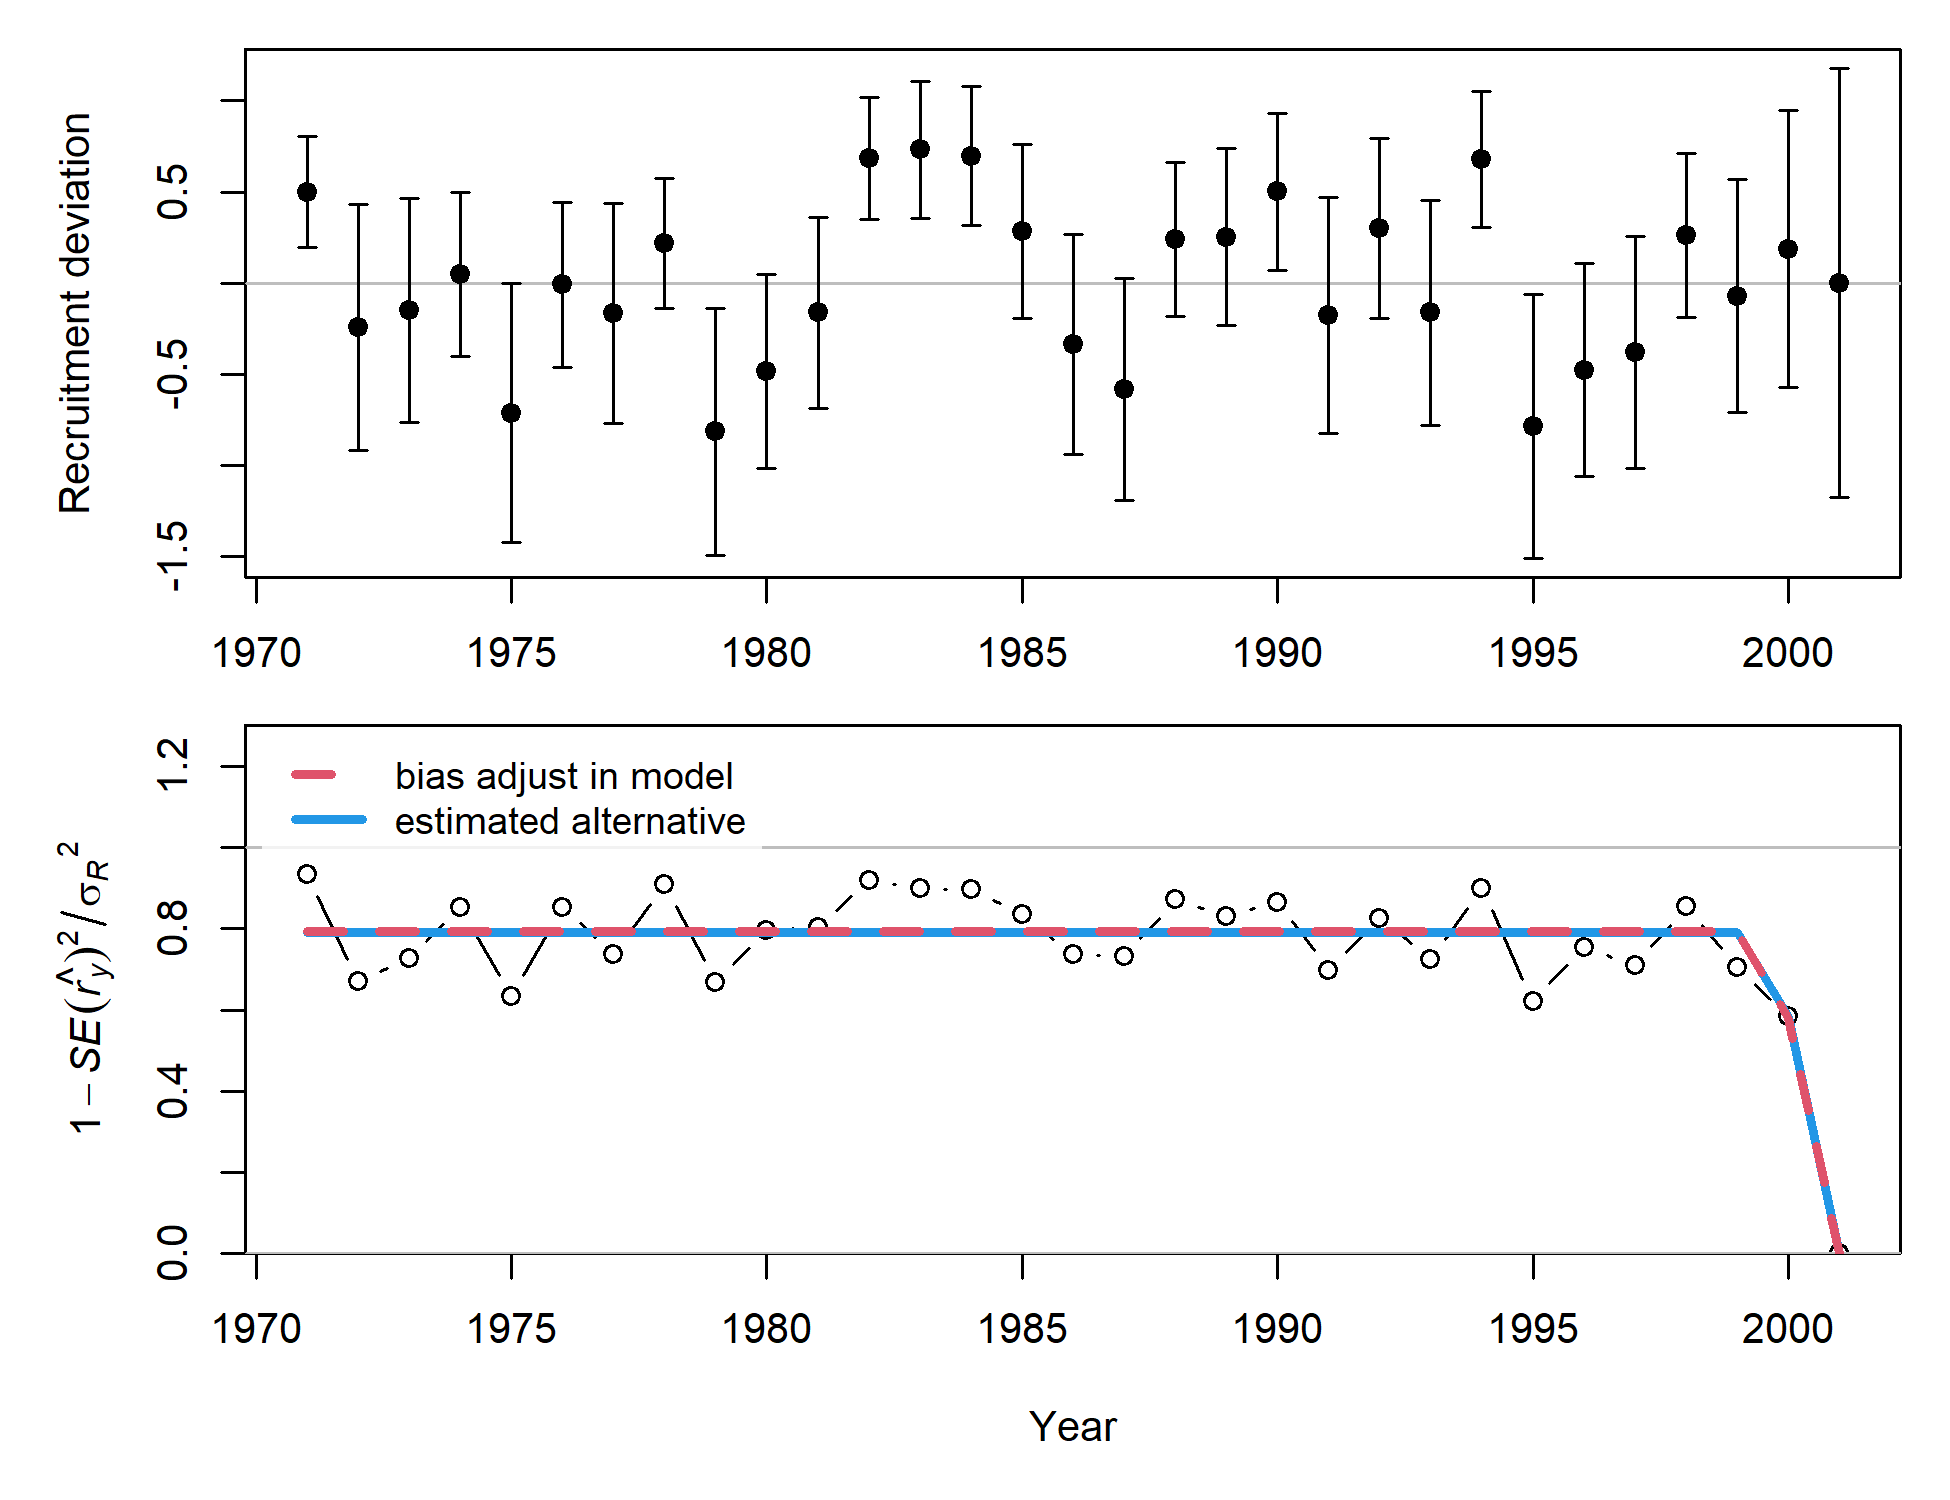 Recruitment deviation
0.5
-0.5
-1.5
1970 1975 1980 1985 1990 1995 2000
bias adjust in model
estimated alternative
1 − SE(r̂y)² / σR²
1.2
0.8
0.4
0.0
1970 1975 1980 1985 1990 1995 2000
Year